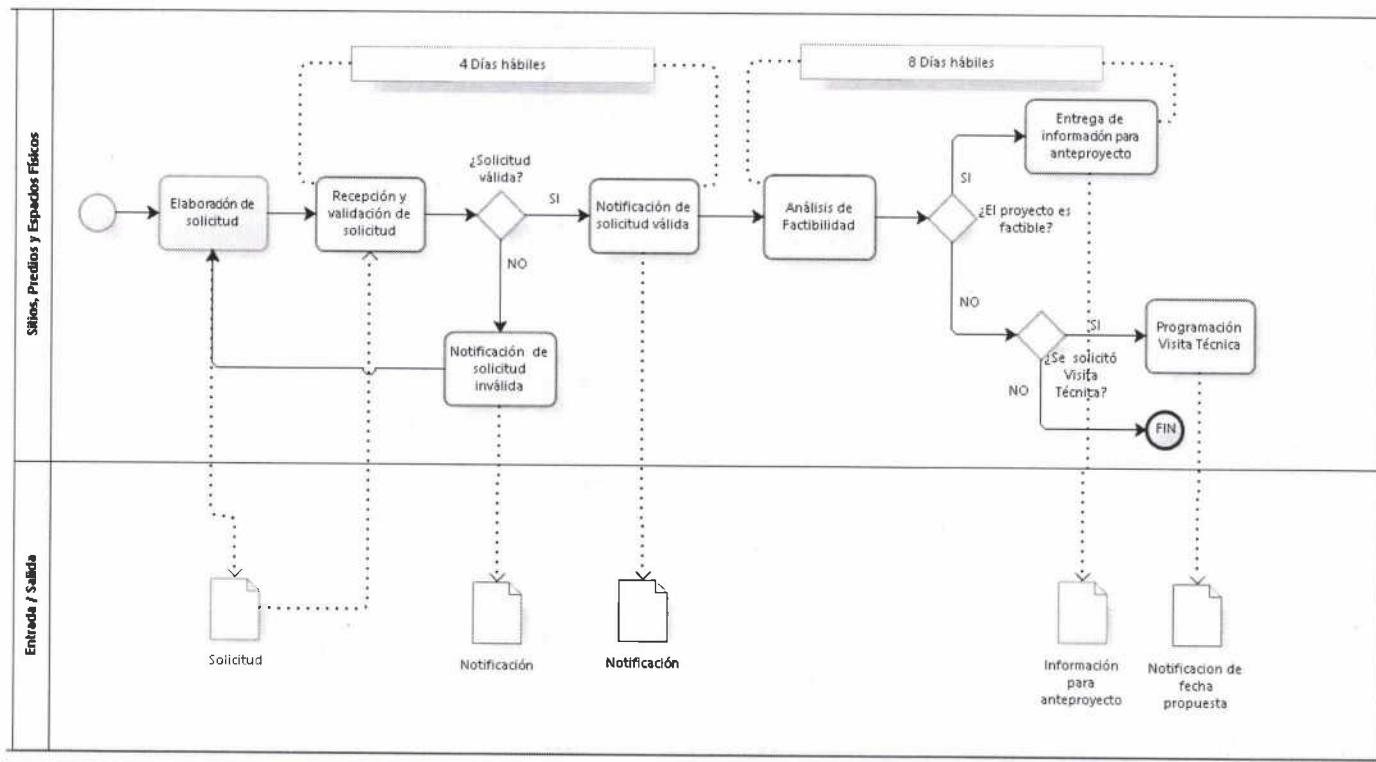 Sitios, Predios y Espacios Físicos
4 Días hábiles
8 Días hábiles
Elaboración de
solicitud
Recepción y
validación de
solicitud
¿Solicitud
válida?
SI
NO
Notificación de
solicitud válida
Notificación de
solicitud
inválida
Análisis de
Factibilidad
¿El proyecto es
factible?
SI
NO
Entrega de
información para
anteproyecto
¿Se solicitó
Visita
Técnica?
SI
NO
Programación
Visita Técnica
FIN
Entrada / Salida
Solicitud
Notificación
Notificación
Información
para
anteproyecto
Notificacion de
fecha
propuesta